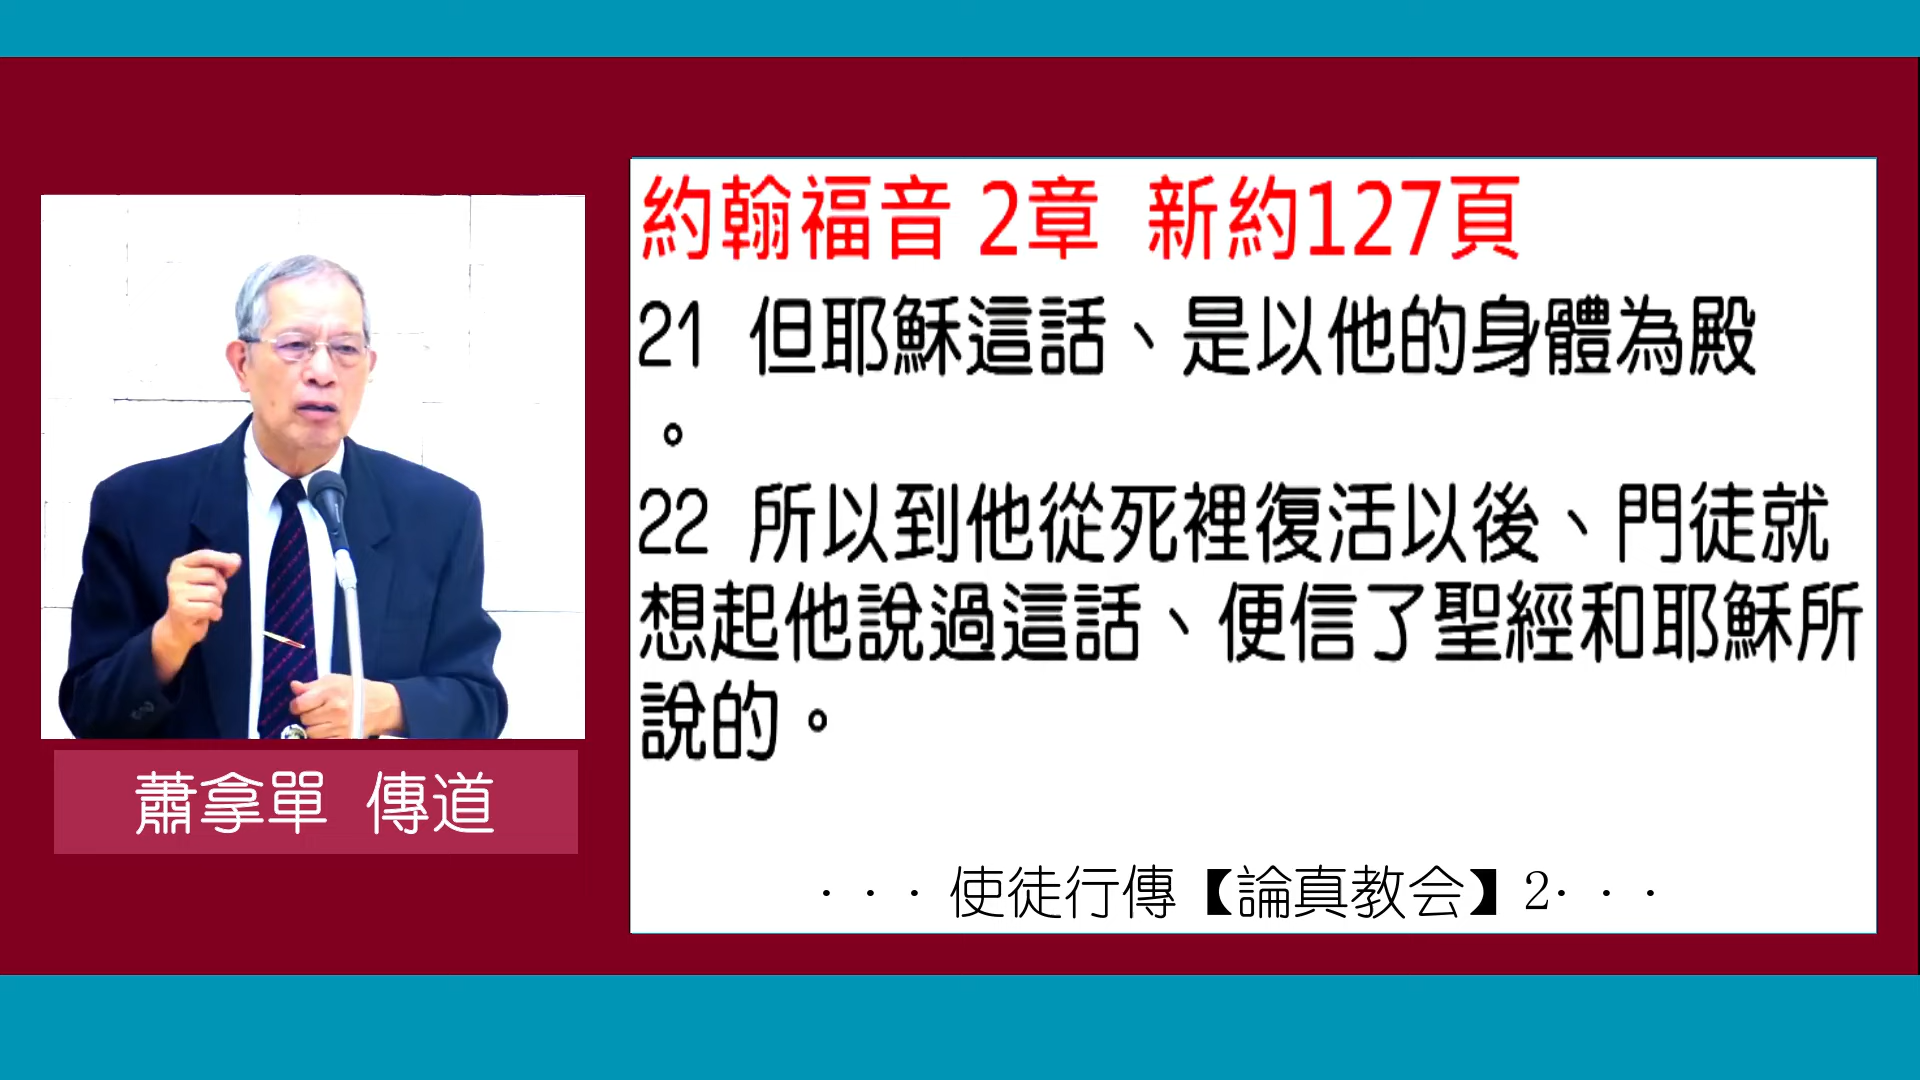 約翰福音 2章 新約127頁
21 但耶穌這話、是以他的身體為殿
。
22 所以到他從死裡復活以後、門徒就
想起他說過這話、便信了聖經和耶穌所
說的。
蕭拿單 傳道
···使徒行傳【論真教会】2···